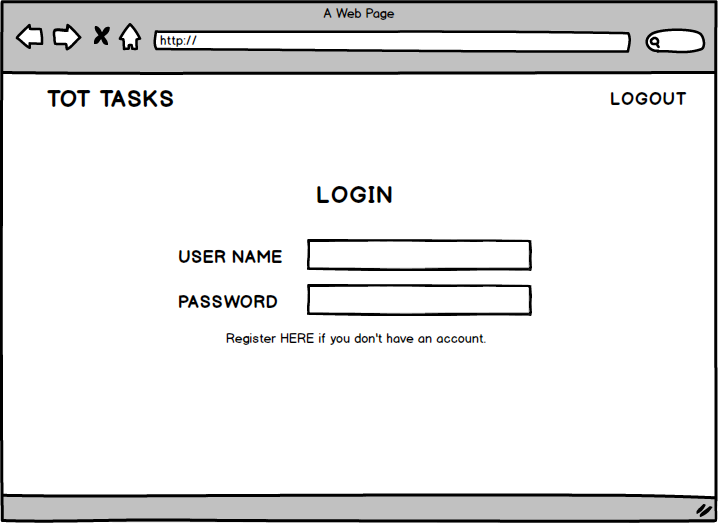 A Web Page
http://
TOT TASKS
LOGOUT
LOGIN
USER NAME
PASSWORD
Register HERE if you don't have an account.